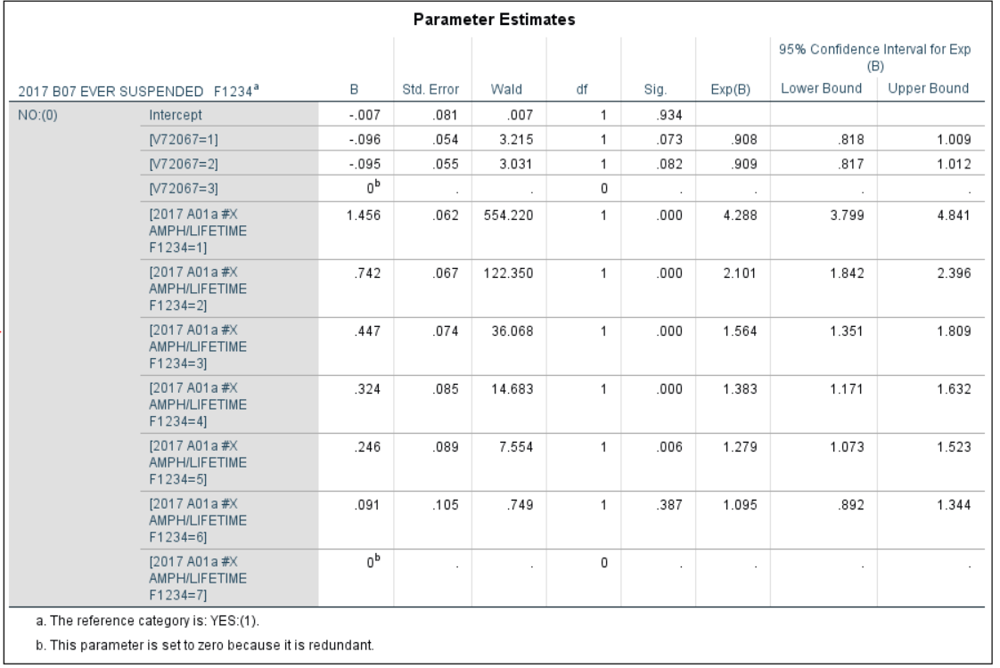 Parameter Estimates
95% Confidence Interval for Exp
(B)
2017 B07 EVER SUSPENDED F1234a B Std. Error Wald df Sig. Exp(B) Lower Bound Upper Bound
NO:(0) Intercept -.007 .081 .007 1 .934
[V72067=1] -.096 .054 3.215 1 .073 .908 .818 1.009
[V72067=2] -.095 .055 3.031 1 .082 .909 .817 1.012
[V72067=3] 0b . . 0 . . . .
[2017 A01a #X 1.456 .062 554.220 1 .000 4.288 3.799 4.841
AMPH/LIFETIME
F1234=1]
[2017 A01a #X .742 .067 122.350 1 .000 2.101 1.842 2.396
AMPH/LIFETIME
F1234=2]
[2017 A01a #X .447 .074 36.068 1 .000 1.564 1.351 1.809
AMPH/LIFETIME
F1234=3]
[2017 A01a #X .324 .085 14.683 1 .000 1.383 1.171 1.632
AMPH/LIFETIME
F1234=4]
[2017 A01a #X .246 .089 7.554 1 .006 1.279 1.073 1.523
AMPH/LIFETIME
F1234=5]
[2017 A01a #X .091 .105 .749 1 .387 1.095 .892 1.344
AMPH/LIFETIME
F1234=6]
[2017 A01a #X 0b . . 0 . . . .
AMPH/LIFETIME
F1234=7]
a. The reference category is: YES:(1).
b. This parameter is set to zero because it is redundant.